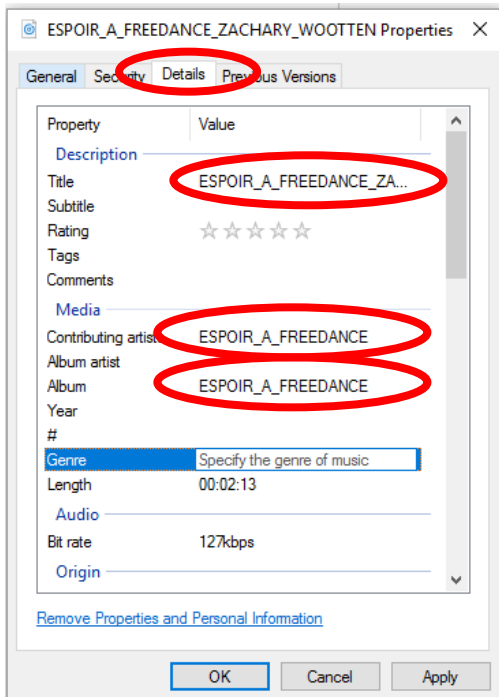 ESPOIR_A_FREEDANCE_ZACHARY_WOOTTEN Properties
General Security Details Previous Versions
Property Value
Description
Title ESPOIR_A_FREEDANCE_ZA...
Subtitle
Rating
Tags
Comments
Media
Contributing artist ESPOIR_A_FREEDANCE
Album artist
Album ESPOIR_A_FREEDANCE
Year
#
Genre Specify the genre of music
Length 00:02:13
Audio
Bit rate 127kbps
Origin
Remove Properties and Personal Information
OK Cancel Apply